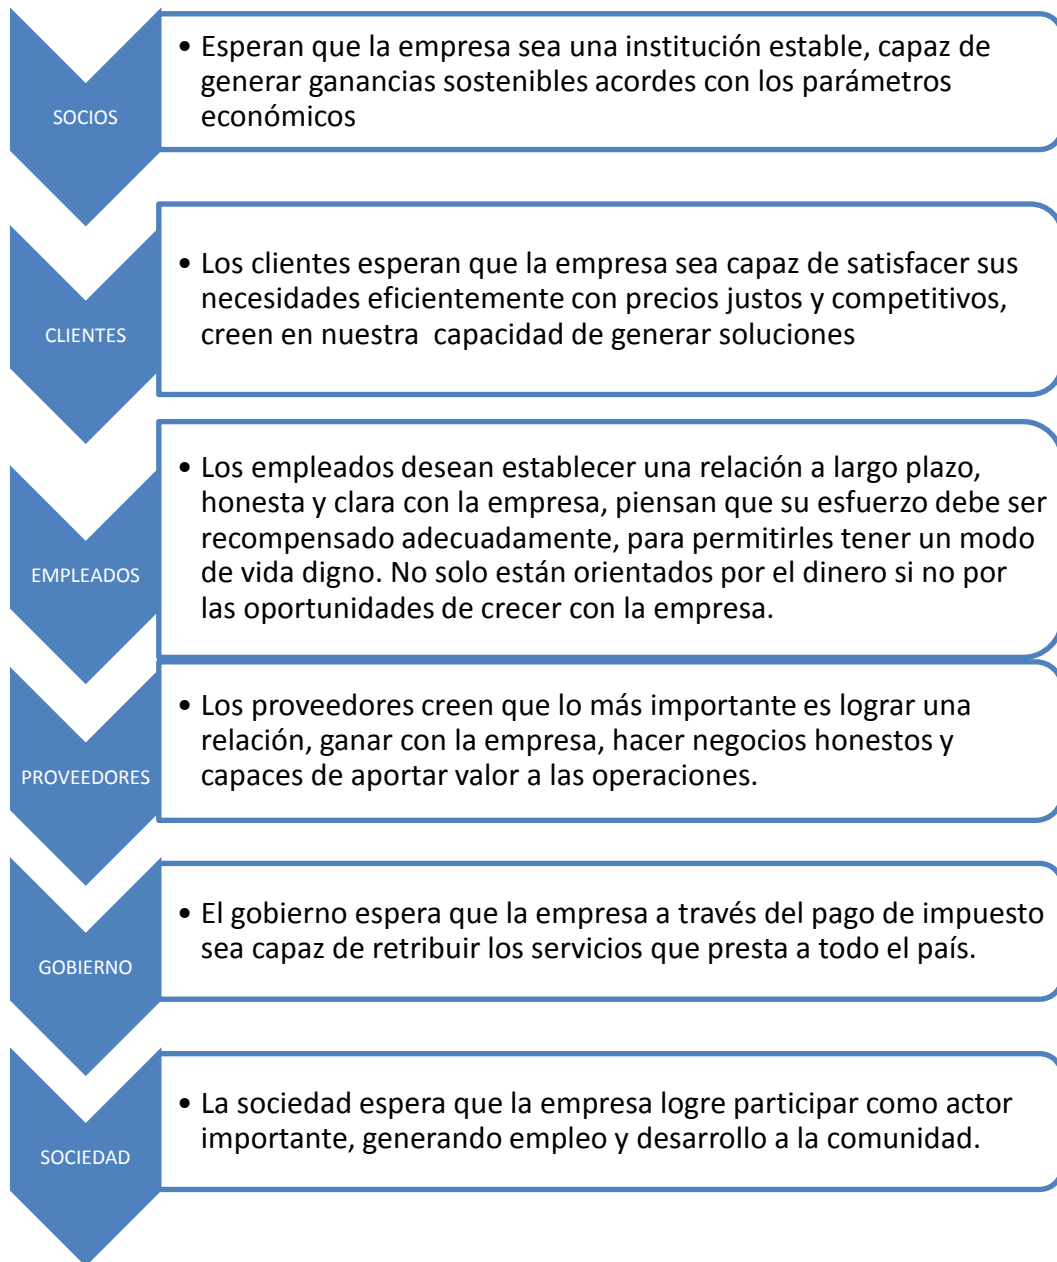 SOCIOS
• Esperan que la empresa sea una institución estable, capaz de
generar ganancias sostenibles acordes con los parámetros
económicos
CLIENTES
• Los clientes esperan que la empresa sea capaz de satisfacer sus
necesidades eficientemente con precios justos y competitivos,
creen en nuestra  capacidad de generar soluciones
EMPLEADOS
• Los empleados desean establecer una relación a largo plazo,
honesta y clara con la empresa, piensan que su esfuerzo debe ser
recompensado adecuadamente, para permitirles tener un modo
de vida digno. No solo están orientados por el dinero si no por
las oportunidades de crecer con la empresa.
PROVEEDORES
• Los proveedores creen que lo más importante es lograr una
relación, ganar con la empresa, hacer negocios honestos y
capaces de aportar valor a las operaciones.
GOBIERNO
• El gobierno espera que la empresa a través del pago de impuesto
sea capaz de retribuir los servicios que presta a todo el país.
SOCIEDAD
• La sociedad espera que la empresa logre participar como actor
importante, generando empleo y desarrollo a la comunidad.